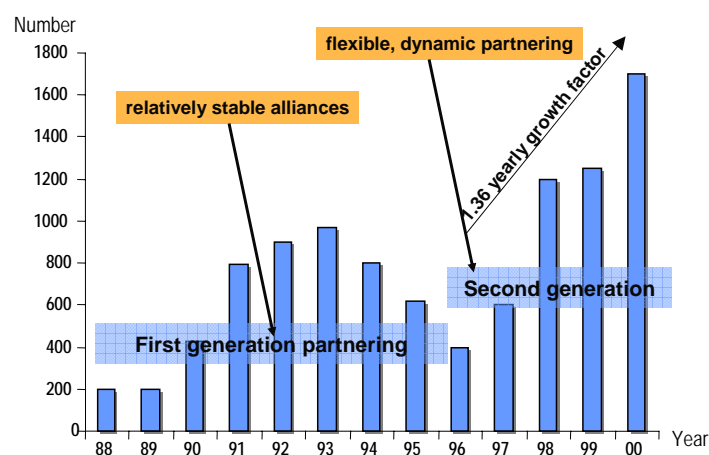 Number
1800
1600
1400
1200
1000
800
600
400
200
0
flexible, dynamic partnering
relatively stable alliances
1.36 yearly growth factor
Second generation
First generation partnering
88 89 90 91 92 93 94 95 96 97 98 99 00
Year